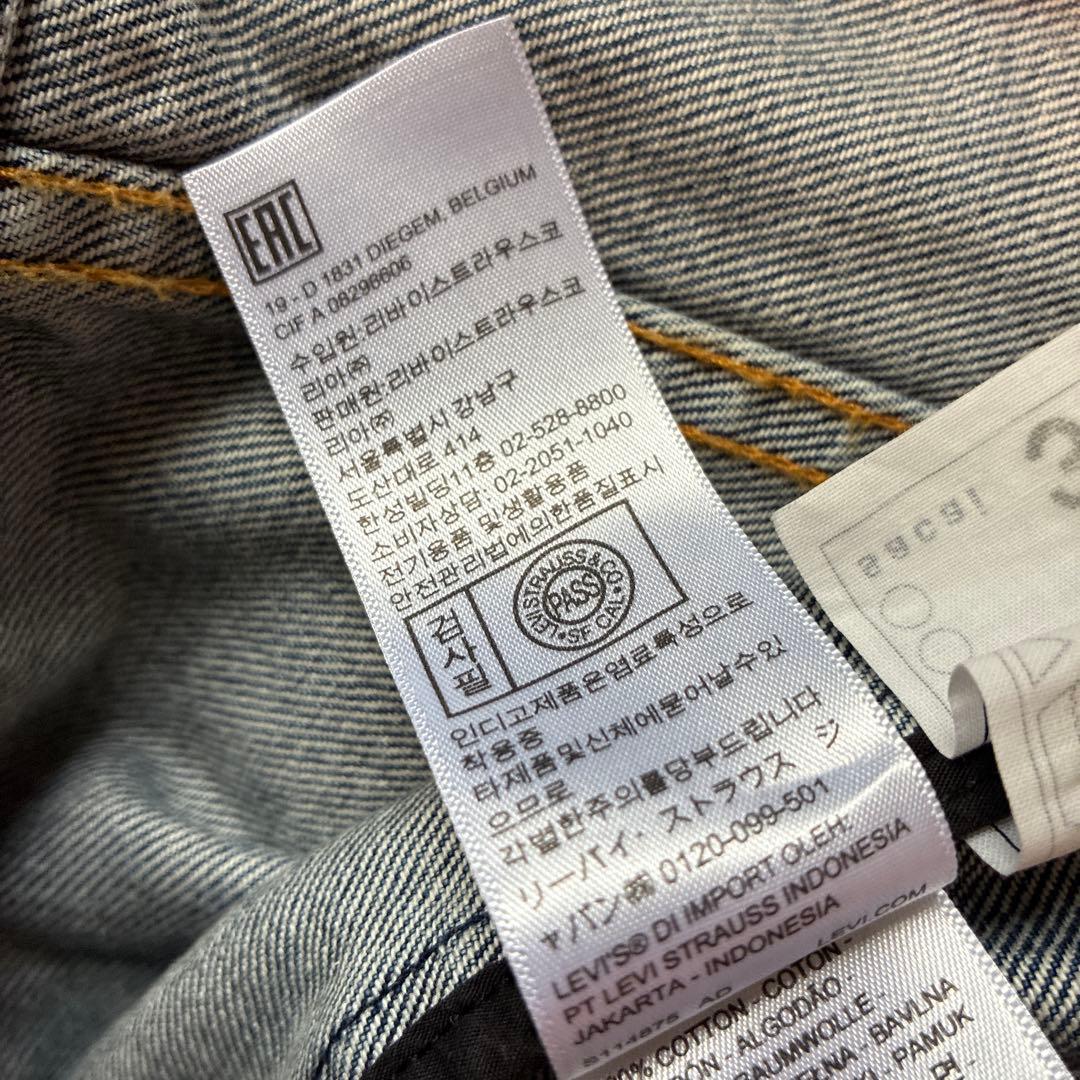 EAC
19 - D 1831 DIEGEM, BELGIUM
CIF A 08298606
수입원·리바이스트라우스코
리아㈜
판매원·리바이스트라우스코
리아㈜
서울특별시 강남구
도산대로 414
한성빌딩11층 02-528-8800
소비자상담: 02-2051-1040
전기용품 및생활용품
안전관리법에의한품질표시
검사필
LEVI STRAUSS & CO
PASS
SF CAL
인디고제품은염료특성으로
착용중
타제품및신체에묻어날수있
으므로
각별한주의를당부드립니다
リーバイ・ストラウス ジ
ャパン㈱ 0120-099-501
LEVI'S® DI IMPORT OLEH:
PT LEVI STRAUSS INDONESIA
JAKARTA - INDONESIA
S114875 AD LEVI.COM
COTTON - COTON -
- ALGODÃO -
BAUMWOLLE -
- BAVLNA
- PAMUK
면 -